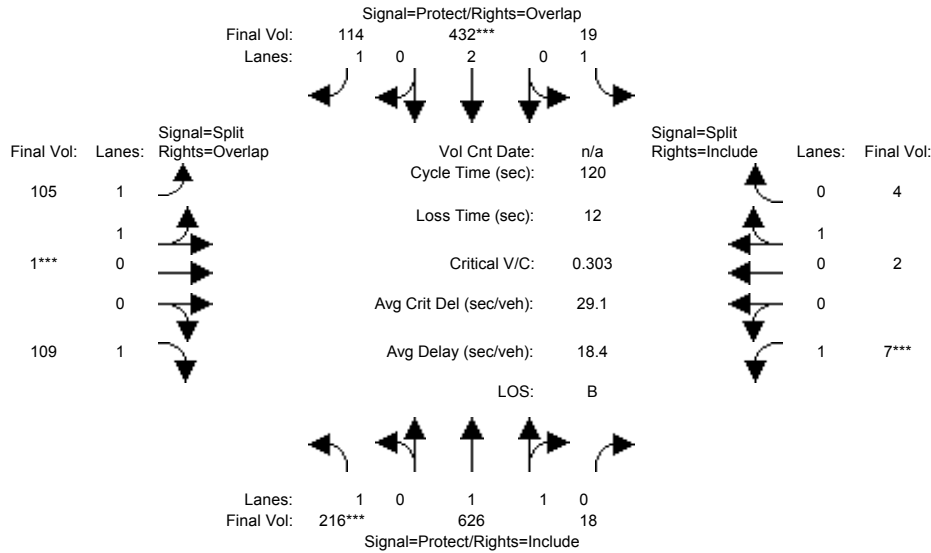 Signal=Protect/Rights=Overlap
Final Vol: 114 432*** 19
Lanes: 1 0 2 0 1
Signal=Split Signal=Split
Final Vol: Lanes: Rights=Overlap Vol Cnt Date: n/a Rights=Include Lanes: Final Vol:
Cycle Time (sec): 120
105 1 0 4
Loss Time (sec): 12
1 1
1*** 0 Critical V/C: 0.303 0 2
0 Avg Crit Del (sec/veh): 29.1 0
109 1 Avg Delay (sec/veh): 18.4 1 7***
LOS: B
Lanes: 1 0 1 1 0
Final Vol: 216*** 626 18
Signal=Protect/Rights=Include